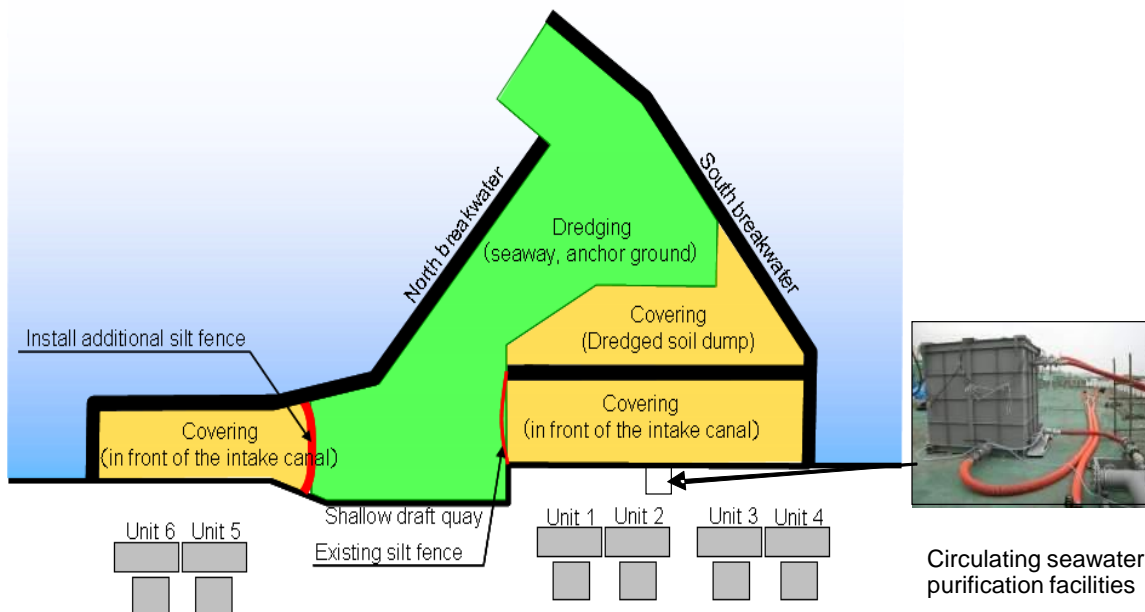 North breakwater
South breakwater
Dredging
(seaway, anchor ground)
Covering
(Dredged soil dump)
Install additional silt fence
Covering
(in front of the intake canal)
Covering
(in front of the intake canal)
Shallow draft quay
Existing silt fence
Unit 6
Unit 5
Unit 1
Unit 2
Unit 3
Unit 4
Circulating seawater
purification facilities